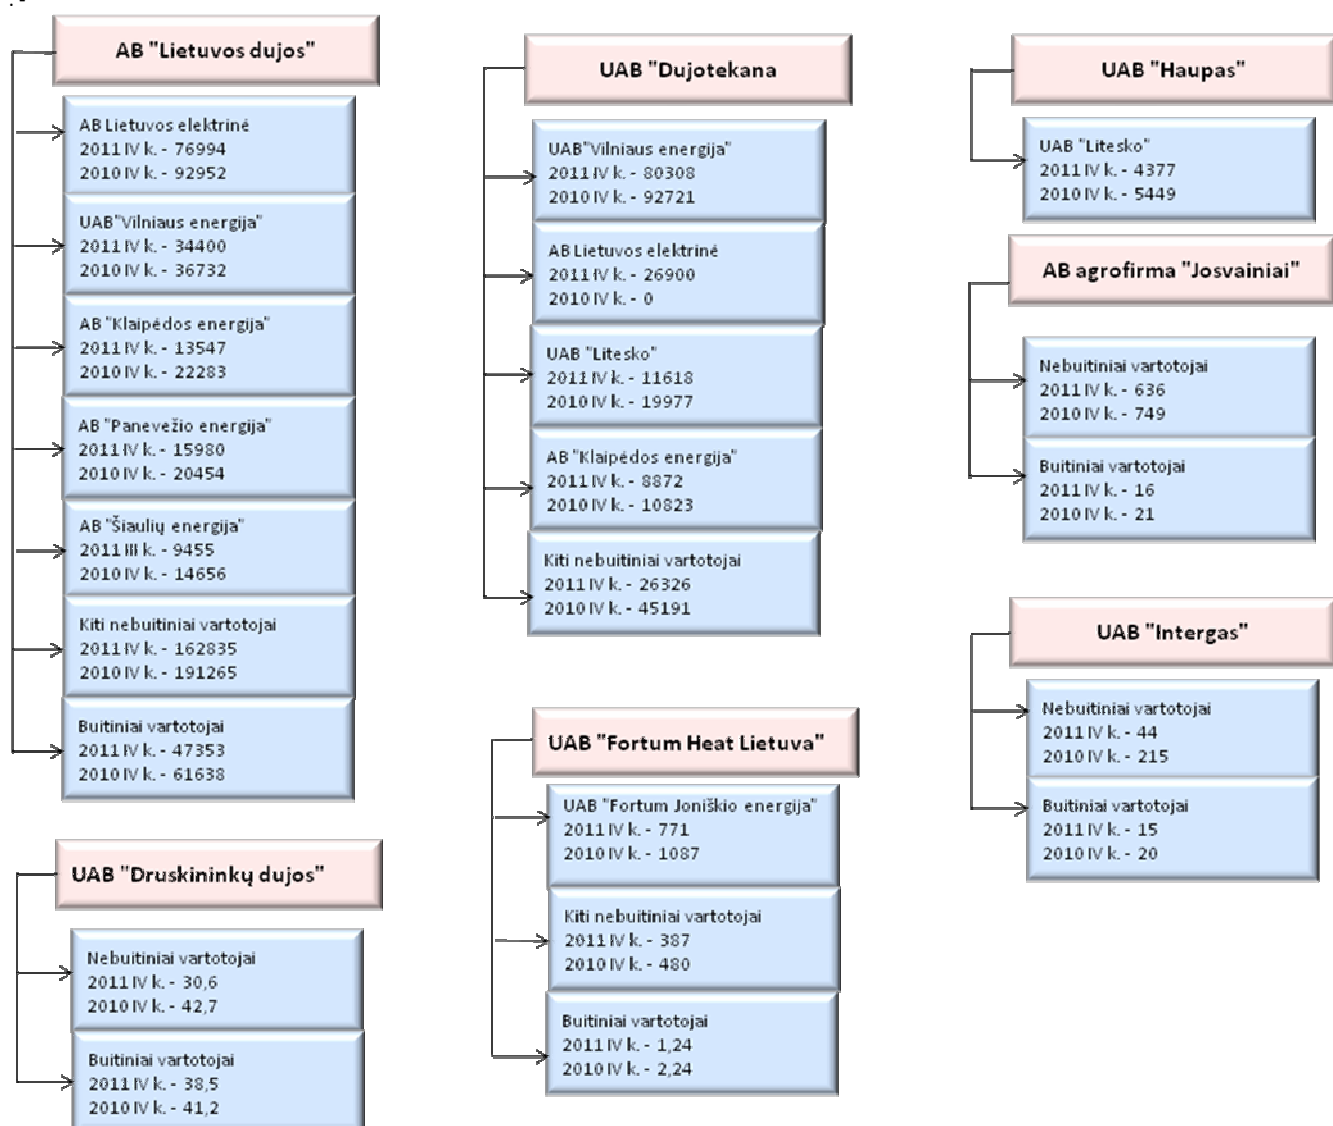 AB "Lietuvos dujos"
AB Lietuvos elektrinė
2011 IV k. - 76994
2010 IV k. - 92952
UAB"Vilniaus energija"
2011 IV k. - 34400
2010 IV k. - 36732
AB "Klaipėdos energija"
2011 IV k. - 13547
2010 IV k. - 22283
AB "Panevežio energija"
2011 IV k. - 15980
2010 IV k. - 20454
AB "Šiaulių energija"
2011 III k. - 9455
2010 IV k. - 14656
Kiti nebuitiniai vartotojai
2011 IV k. - 162835
2010 IV k. - 191265
Buitiniai vartotojai
2011 IV k. - 47353
2010 IV k. - 61638
UAB "Druskininkų dujos"
Nebuitiniai vartotojai
2011 IV k. - 30,6
2010 IV k. - 42,7
Buitiniai vartotojai
2011 IV k. - 38,5
2010 IV k. - 41,2
UAB "Dujotekana
UAB"Vilniaus energija"
2011 IV k. - 80308
2010 IV k. - 92721
AB Lietuvos elektrinė
2011 IV k. - 26900
2010 IV k. - 0
UAB "Litesko"
2011 IV k. - 11618
2010 IV k. - 19977
AB "Klaipėdos energija"
2011 IV k. - 8872
2010 IV k. - 10823
Kiti nebuitiniai vartotojai
2011 IV k. - 26326
2010 IV k. - 45191
UAB "Fortum Heat Lietuva"
UAB "Fortum Joniškio energija"
2011 IV k. - 771
2010 IV k. - 1087
Kiti nebuitiniai vartotojai
2011 IV k. - 387
2010 IV k. - 480
Buitiniai vartotojai
2011 IV k. - 1,24
2010 IV k. - 2,24
UAB "Haupas"
UAB "Litesko"
2011 IV k. - 4377
2010 IV k. - 5449
AB agrofirma "Josvainiai"
Nebuitiniai vartotojai
2011 IV k. - 636
2010 IV k. - 749
Buitiniai vartotojai
2011 IV k. - 16
2010 IV k. - 21
UAB "Intergas"
Nebuitiniai vartotojai
2011 IV k. - 44
2010 IV k. - 215
Buitiniai vartotojai
2011 IV k. - 15
2010 IV k. - 20